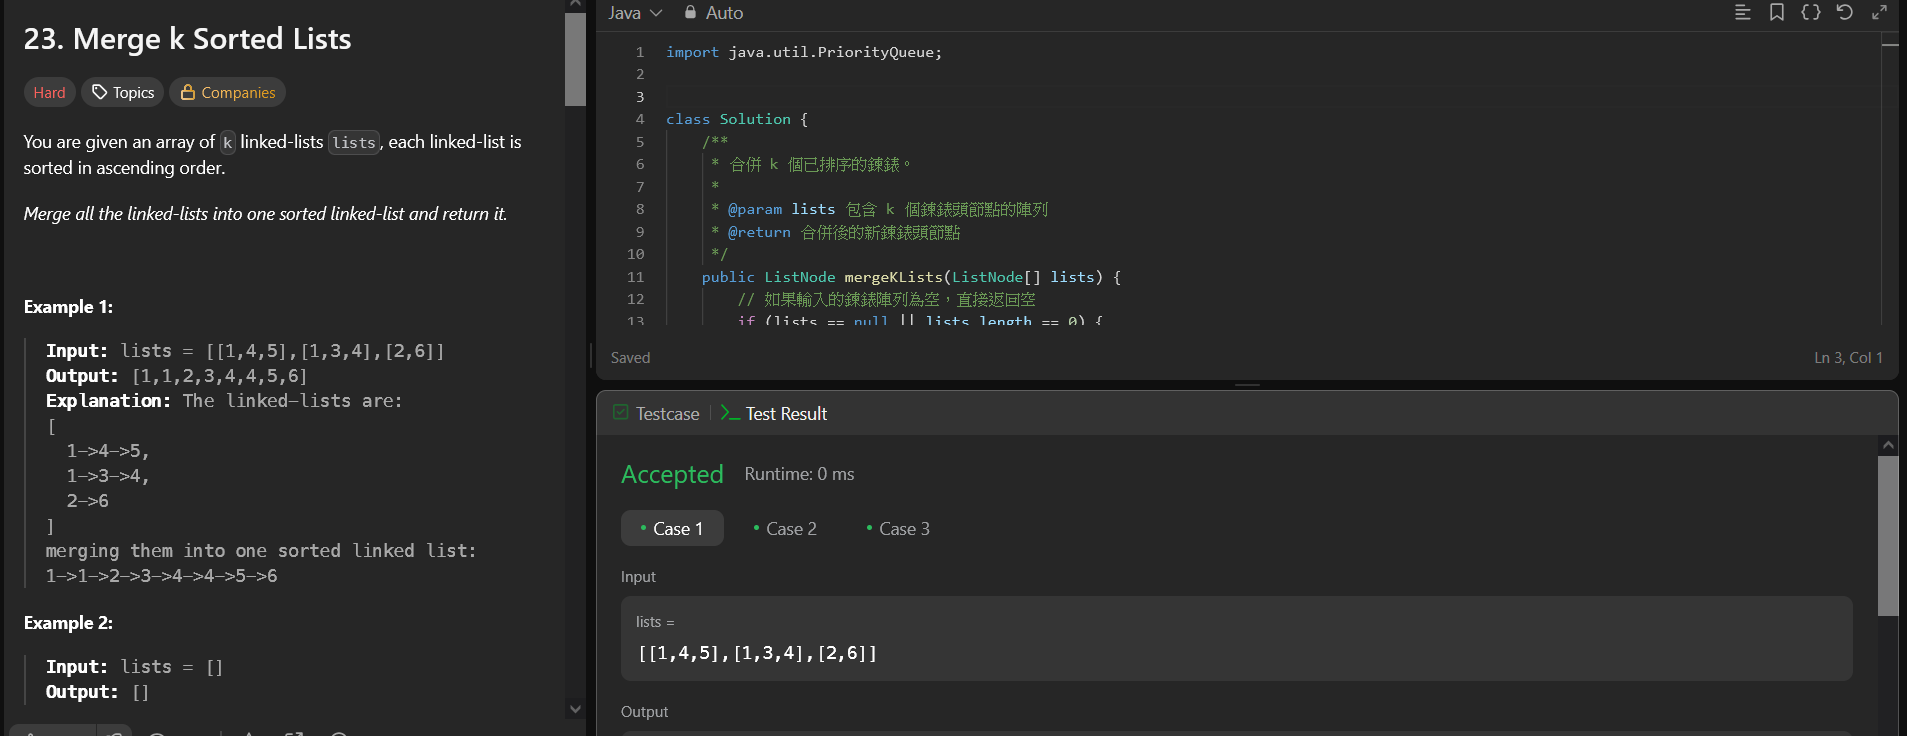 23. Merge k Sorted Lists
Hard Topics Companies
You are given an array of k linked-lists lists, each linked-list is
sorted in ascending order.
Merge all the linked-lists into one sorted linked-list and return it.
Example 1:
Input: lists = [[1,4,5],[1,3,4],[2,6]]
Output: [1,1,2,3,4,4,5,6]
Explanation: The linked-lists are:
[
1->4->5,
1->3->4,
2->6
]
merging them into one sorted linked list:
1->1->2->3->4->4->5->6
Example 2:
Input: lists = []
Output: []
Java Auto
1 import java.util.PriorityQueue;
2
3
4 class Solution {
5 /**
6 * 合併 k 個已排序的鍊錶。
7 *
8 * @param lists 包含 k 個鍊錶頭節點的陣列
9 * @return 合併後的新鍊錶頭節點
10 */
11 public ListNode mergeKLists(ListNode[] lists) {
12 // 如果輸入的鍊錶陣列為空，直接返回空
13 if (lists == null || lists.length == 0) {
Saved Ln 3, Col 1
Testcase Test Result
Accepted Runtime: 0 ms
Case 1 Case 2 Case 3
Input
lists =
[[1,4,5],[1,3,4],[2,6]]
Output